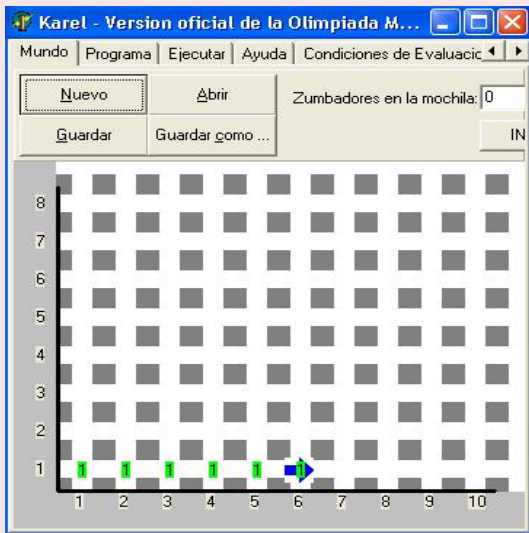 Karel - Version oficial de la Olimpiada M...
Mundo Programa Ejecutar Ayuda Condiciones de Evaluacic
Nuevo Abrir Zumbadores en la mochila: 0
Guardar Guardar como ... IN
8
7
6
5
4
3
2
1 1 1 1 1 1 1
1 2 3 4 5 6 7 8 9 10